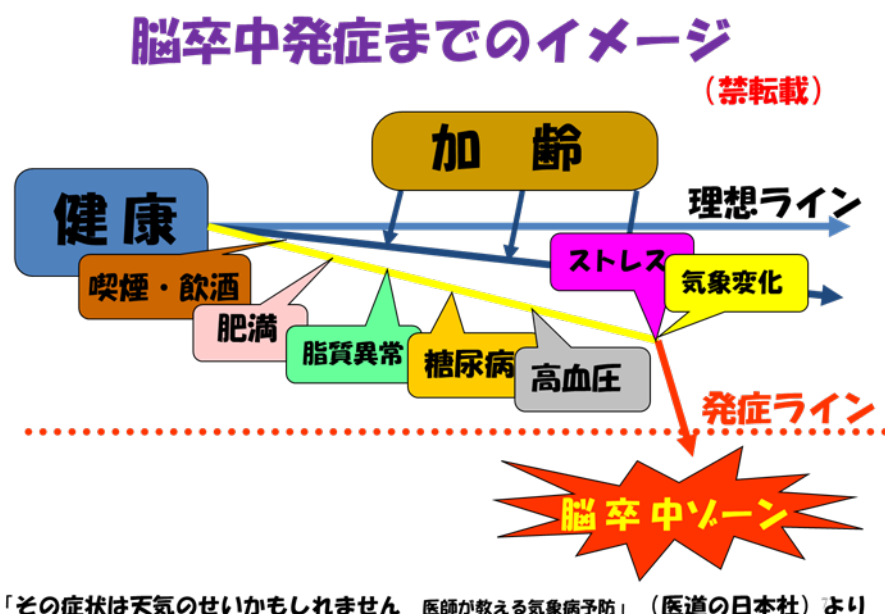 脳卒中発症までのイメージ
（禁転載）
加　齢
健康
理想ライン
ストレス
気象変化
喫煙・飲酒
肥満
脂質異常
糖尿病
高血圧
発症ライン
脳卒中ゾーン
「その症状は天気のせいかもしれません　医師が教える気象病予防」（医道の日本社）より